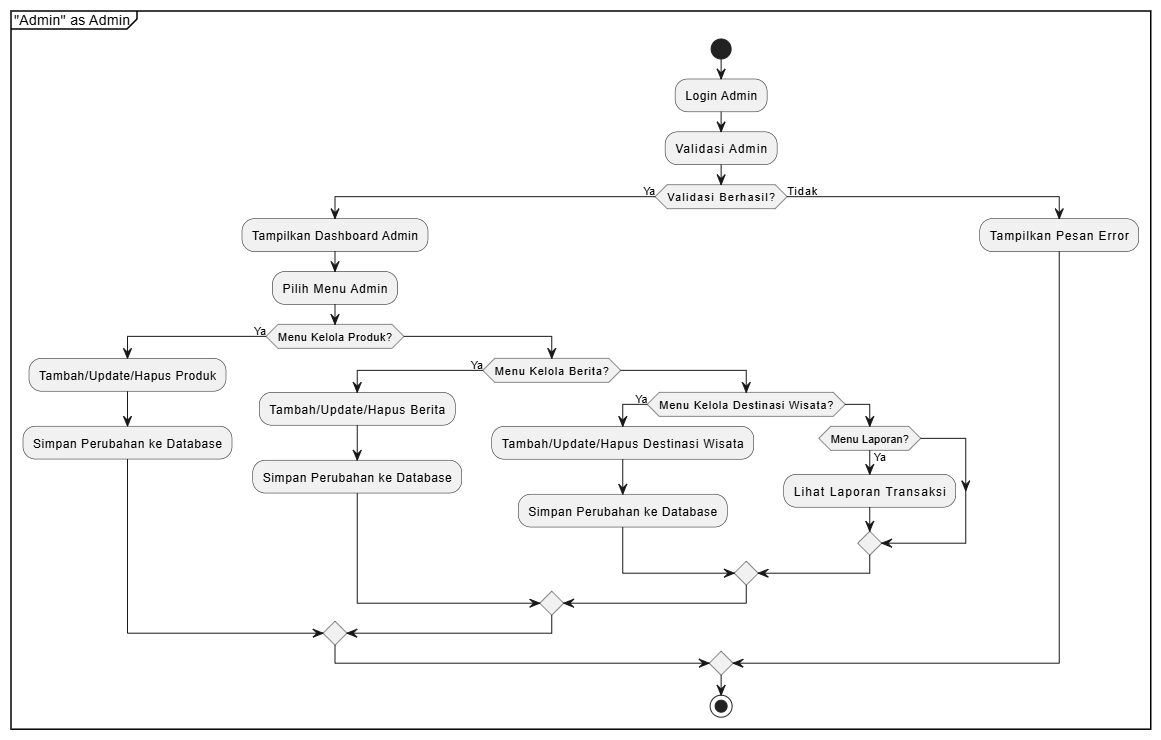 "Admin" as Admin
Login Admin
Validasi Admin
Ya
Validasi Berhasil?
Tidak
Tampilkan Dashboard Admin
Tampilkan Pesan Error
Pilih Menu Admin
Ya
Menu Kelola Produk?
Tambah/Update/Hapus Produk
Ya
Menu Kelola Berita?
Tambah/Update/Hapus Berita
Ya
Menu Kelola Destinasi Wisata?
Simpan Perubahan ke Database
Tambah/Update/Hapus Destinasi Wisata
Menu Laporan?
Ya
Simpan Perubahan ke Database
Lihat Laporan Transaksi
Simpan Perubahan ke Database